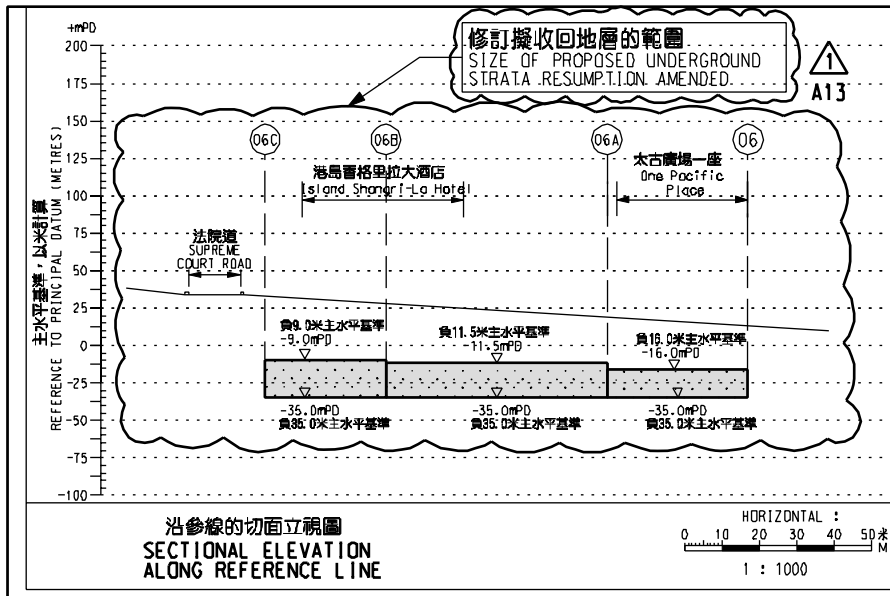 +mPD
200
175
150
125
100
75
50
25
0
-25
-50
-75
-100
主水平基準，以米計算
REFERENCE TO PRINCIPAL DATUM (METRES)
修訂擬收回地層的範圍
SIZE OF PROPOSED UNDERGROUND
STRATA RESUMPTION AMENDED
1
A13
06C
06B
06A
06
港島香格里拉大酒店
Island Shangri-La Hotel
太古廣場一座
One Pacific
Place
法院道
SUPREME
COURT ROAD
負9.0米主水平基準
-9.0mPD
負11.5米主水平基準
-11.5mPD
負16.0米主水平基準
-16.0mPD
-35.0mPD
負35.0米主水平基準
-35.0mPD
負35.0米主水平基準
-35.0mPD
負35.0米主水平基準
沿參線的切面立視圖
SECTIONAL ELEVATION
ALONG REFERENCE LINE
HORIZONTAL :
0 10 20 30 40 50 米
M
1 : 1000